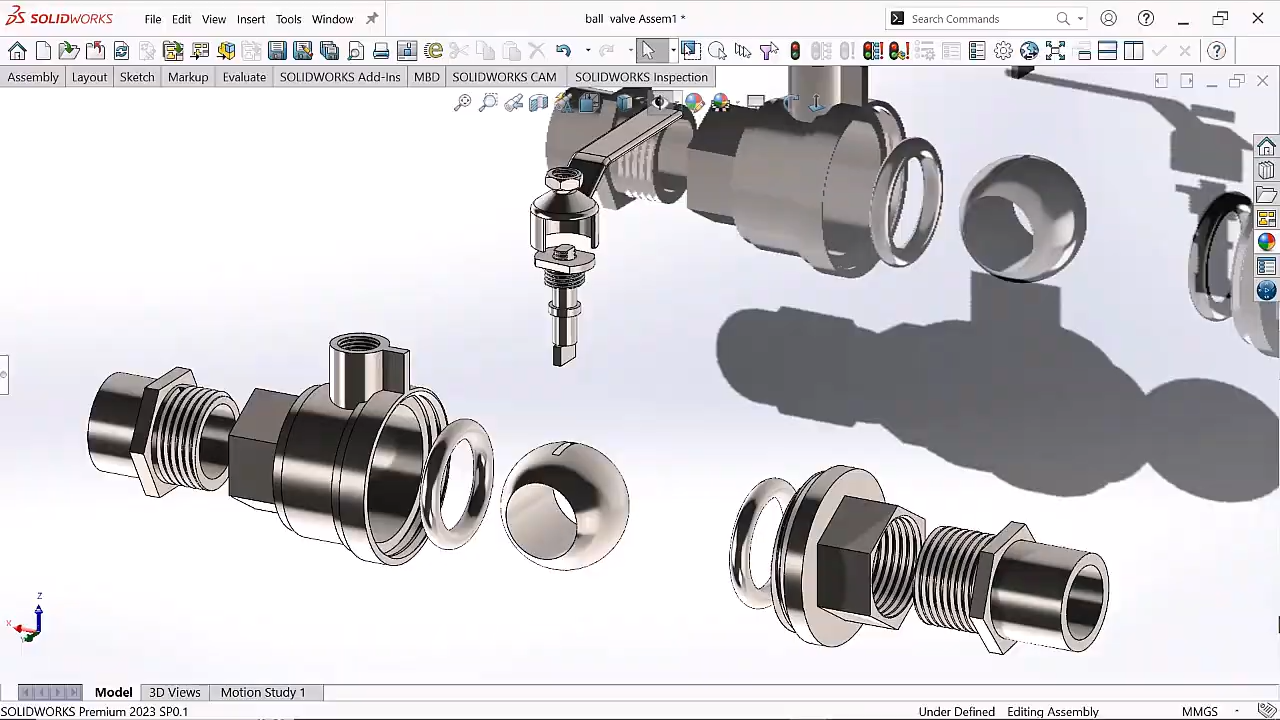 SOLIDWORKS File Edit View Insert Tools Window ball valve Assem1 * Search Commands
Assembly Layout Sketch Markup Evaluate SOLIDWORKS Add-Ins MBD SOLIDWORKS CAM SOLIDWORKS Inspection
Z
X
Y
Model 3D Views Motion Study 1
SOLIDWORKS Premium 2023 SP0.1 Under Defined Editing Assembly MMGS